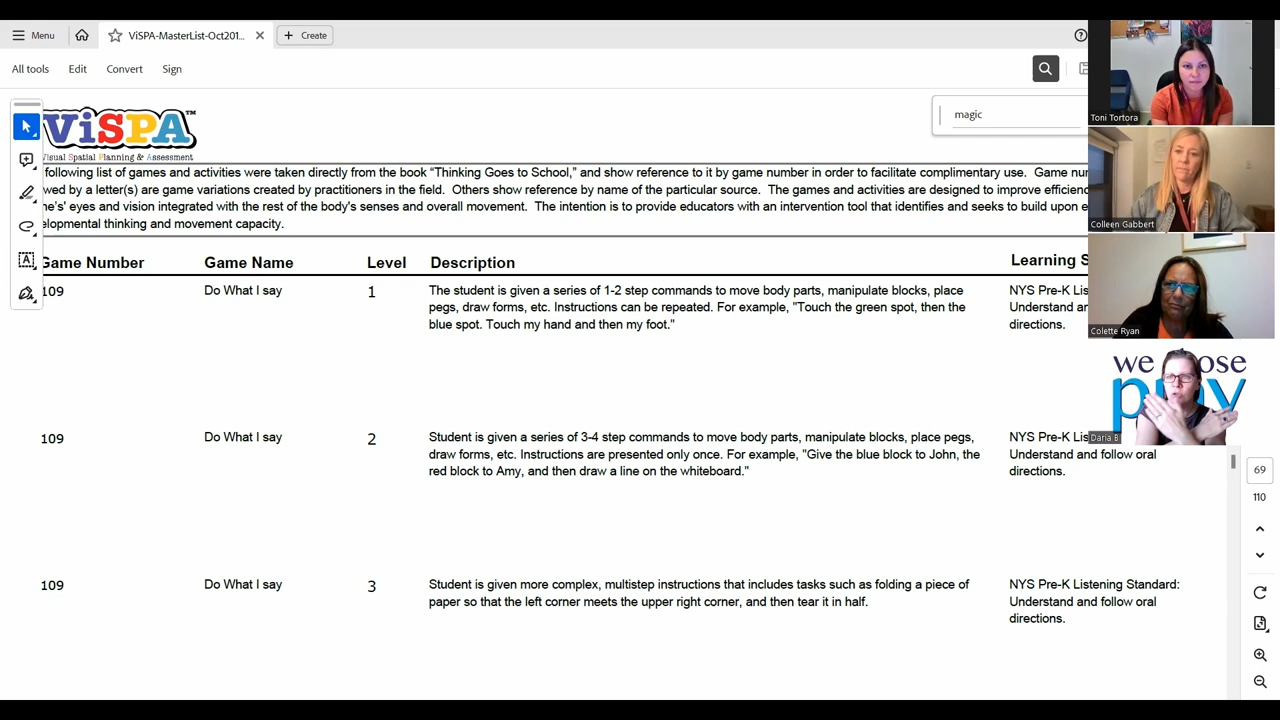 Menu
ViSPA-MasterList-Oct201...
Create
All tools
Edit
Convert
Sign
magic
ViSPA™
Visual Spatial Planning & Assessment
following list of games and activities were taken directly from the book “Thinking Goes to School,” and show reference to it by game number in order to facilitate complimentary use. Game
wed by a letter(s) are game variations created by practitioners in the field. Others show reference by name of the particular source. The games and activities are designed to improve
ne's' eyes and vision integrated with the rest of the body's senses and overall movement. The intention is to provide educators with an intervention tool that identifies and seeks to build upon
elopmental thinking and movement capacity.
Game Number Game Name Level Description Learning S
109 Do What I say 1 The student is given a series of 1-2 step commands to move body parts, manipulate blocks, place NYS Pre-K Lis
pegs, draw forms, etc. Instructions can be repeated. For example, "Touch the green spot, then the Understand ar
blue spot. Touch my hand and then my foot." directions.
109 Do What I say 2 Student is given a series of 3-4 step commands to move body parts, manipulate blocks, place pegs, NYS Pre-K Lis
draw forms, etc. Instructions are presented only once. For example, "Give the blue block to John, the Understand and follow oral
red block to Amy, and then draw a line on the whiteboard." directions.
109 Do What I say 3 Student is given more complex, multistep instructions that includes tasks such as folding a piece of NYS Pre-K Listening Standard:
paper so that the left corner meets the upper right corner, and then tear it in half. Understand and follow oral
directions.
Toni Tortora
Colleen Gabbert
Colette Ryan
we
ose
Daria B
69
110